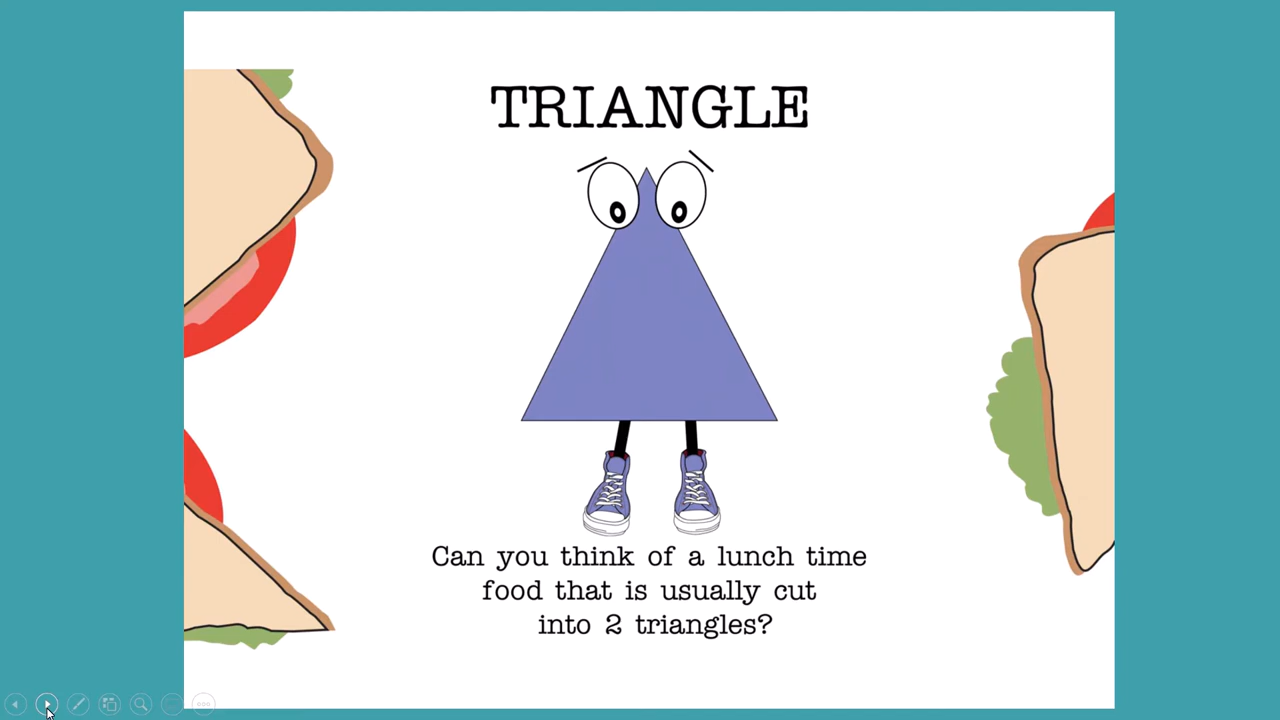 TRIANGLE
Can you think of a lunch time
food that is usually cut
into 2 triangles?